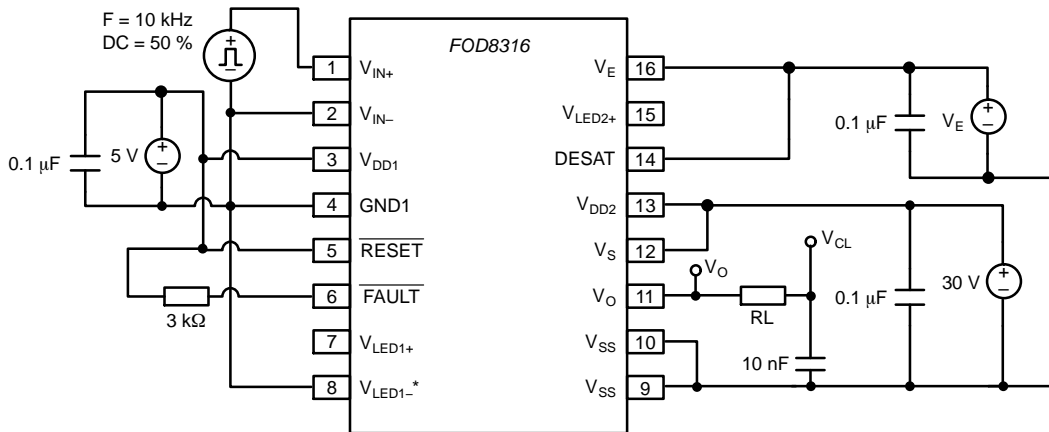 F = 10 kHz
DC = 50 %
+
−
FOD8316
1 V_IN+
2 V_IN−
3 V_DD1
4 GND1
5 R̅E̅S̅E̅T̅
6 F̅A̅U̅L̅T̅
7 V_LED1+
8 V_LED1−*
V_E 16
V_LED2+ 15
DESAT 14
V_DD2 13
V_S 12
V_O 11
V_SS 10
V_SS 9
0.1 μF
5 V
+
−
3 kΩ
0.1 μF
V_E
+
−
V_CL
V_O
RL
10 nF
0.1 μF
30 V
+
−